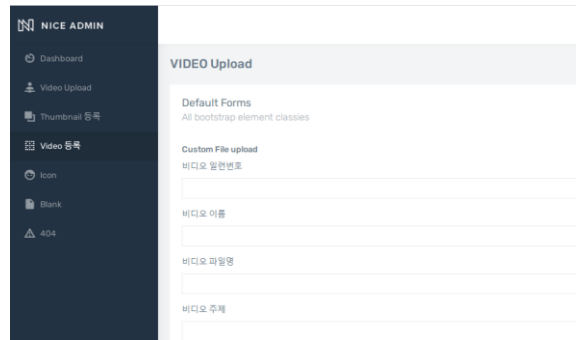 NICE ADMIN
Dashboard
Video Upload
Thumbnail 등록
Video 등록
Icon
Blank
404
VIDEO Upload
Default Forms
All bootstrap element classies
Custom File upload
비디오 일련번호
비디오 이름
비디오 파일명
비디오 주제